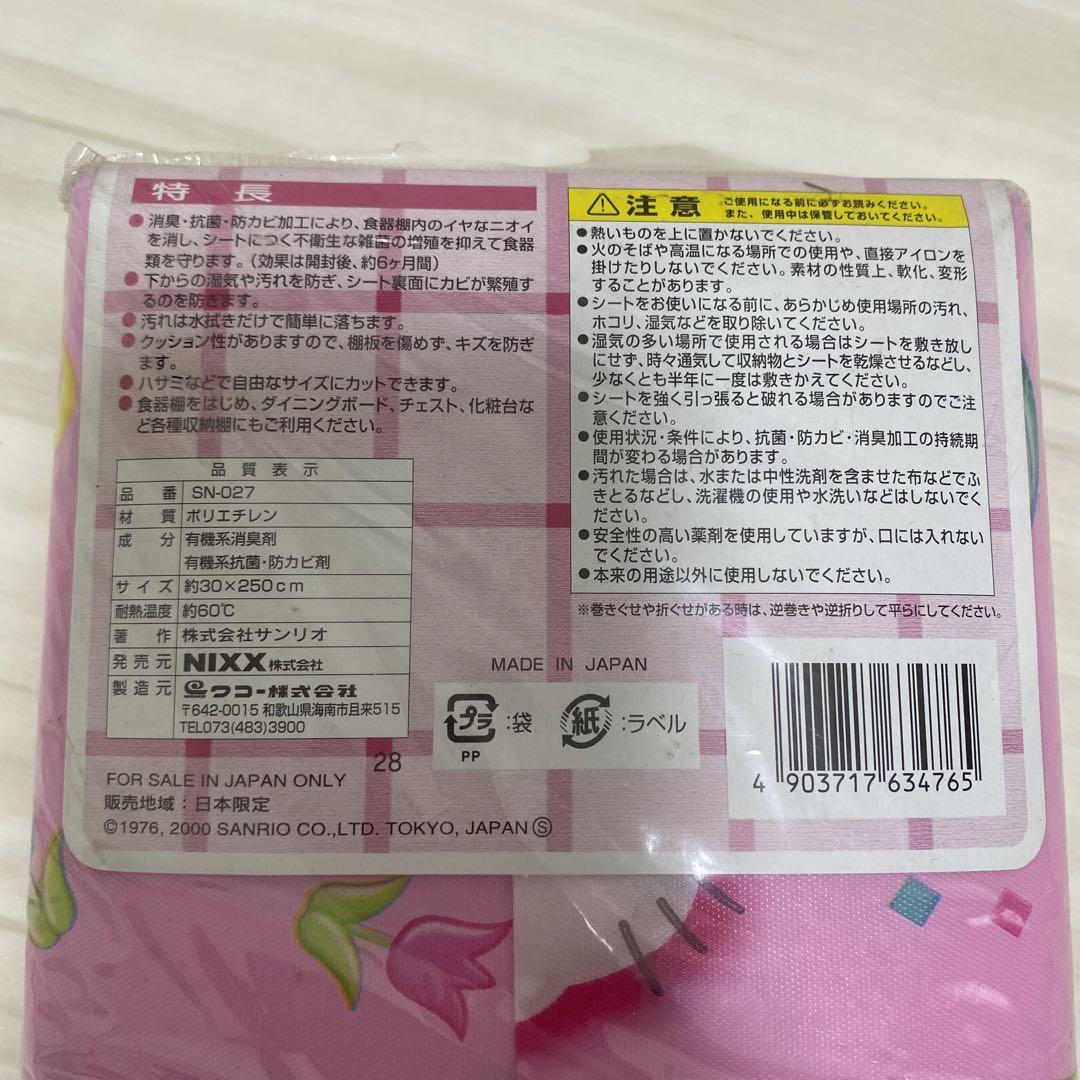 特長
●消臭・抗菌・防カビ加工により、食器棚内のイヤなニオイ
を消し、シートにつく不衛生な雑菌の増殖を抑えて食器
類を守ります。(効果は開封後、約6ヶ月間)
●下からの湿気や汚れを防ぎ、シート裏面にカビが繁殖す
るのを防ぎます。
●汚れは水拭きだけで簡単に落ちます。
●クッション性がありますので、棚板を傷めず、キズを防ぎ
ます。
●ハサミなどで自由なサイズにカットできます。
●食器棚をはじめ、ダイニングボード、チェスト、化粧台な
ど各種収納棚にもご利用ください。
品質表示
品番 SN-027
材質 ポリエチレン
成分 有機系消臭剤
有機系抗菌・防カビ剤
サイズ 約30×250cm
耐熱温度 約60℃
著作 株式会社サンリオ
発売元 NIXX株式会社
製造元 ワコー株式会社
〒642-0015 和歌山県海南市且来515
TEL073(483)3900
28
FOR SALE IN JAPAN ONLY
販売地域:日本限定
©1976, 2000 SANRIO CO.,LTD. TOKYO, JAPAN Ⓢ
注意 ご使用になる前に必ずお読みください。
また、使用中は保管しておいてください。
●熱いものを上に置かないでください。
●火のそばや高温になる場所での使用や、直接アイロンを
掛けたりしないでください。素材の性質上、軟化、変形
することがあります。
●シートをお使いになる前に、あらかじめ使用場所の汚れ、
ホコリ、湿気などを取り除いてください。
●湿気の多い場所で使用される場合はシートを敷き放し
にせず、時々通気して収納物とシートを乾燥させるなどし、
少なくとも半年に一度は敷きかえてください。
●シートを強く引っ張ると破れる場合がありますのでご注
意ください。
●使用状況・条件により、抗菌・防カビ・消臭加工の持続期
間が変わる場合があります。
●汚れた場合は、水または中性洗剤を含ませた布などでふ
きとるなどし、洗濯機の使用や水洗いなどはしないでく
ださい。
●安全性の高い薬剤を使用していますが、口には入れない
でください。
●本来の用途以外に使用しないでください。
※巻きぐせや折ぐせがある時は、逆巻きや逆折りして平らにしてください。
MADE IN JAPAN
プラ:袋 紙:ラベル
PP
4 903717 634765